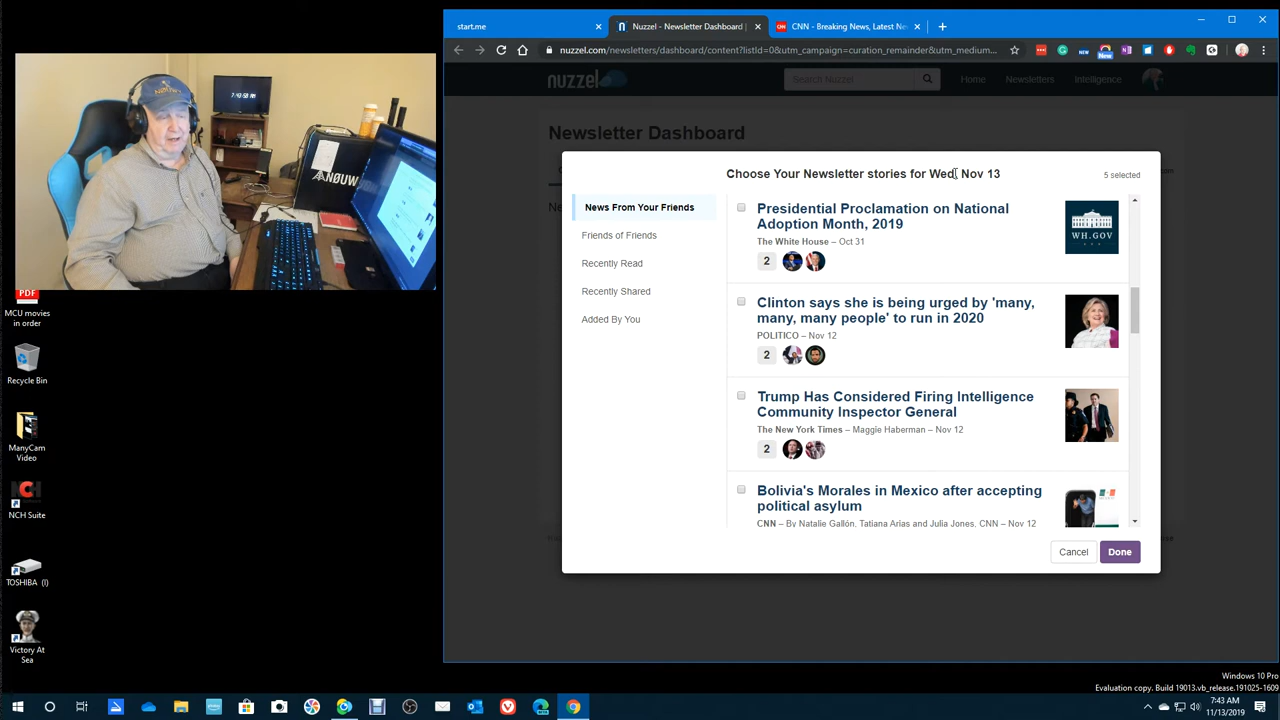 start.me
Nuzzel - Newsletter Dashboard |
CNN - Breaking News, Latest Ne
nuzzel.com/newsletters/dashboard/content?listId=0&utm_campaign=curation_remainder&utm_medium...
NEW
New
nuzzel
Search Nuzzel
Home
Newsletters
Intelligence
Newsletter Dashboard
Choose Your Newsletter stories for Wed, Nov 13
5 selected
News From Your Friends
Friends of Friends
Recently Read
Recently Shared
Added By You
Presidential Proclamation on National
Adoption Month, 2019
The White House – Oct 31
2
WH.GOV
Clinton says she is being urged by 'many,
many, many people' to run in 2020
POLITICO – Nov 12
2
Trump Has Considered Firing Intelligence
Community Inspector General
The New York Times – Maggie Haberman – Nov 12
2
Bolivia's Morales in Mexico after accepting
political asylum
CNN – By Natalie Gallón, Tatiana Arias and Julia Jones, CNN – Nov 12
Cancel
Done
PDF
MCU movies
in order
Recycle Bin
ManyCam
Video
NCH Suite
TOSHIBA (I)
Victory At
Sea
Windows 10 Pro
Evaluation copy. Build 19013.vb_release.191025-1609
7:43 AM
11/13/2019